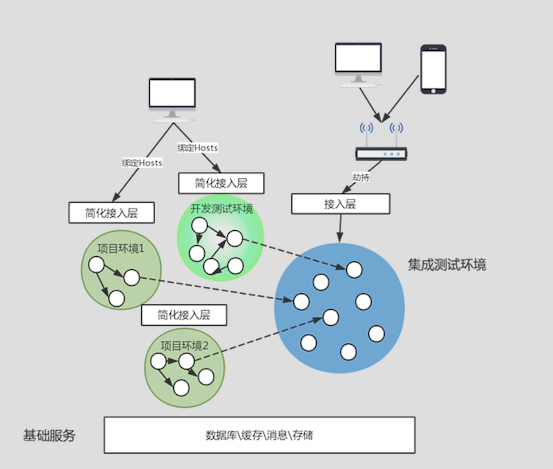 绑定Hosts
绑定Hosts
劫持
简化接入层
简化接入层
接入层
开发测试环境
项目环境1
集成测试环境
简化接入层
项目环境2
基础服务
数据库\缓存\消息\存储